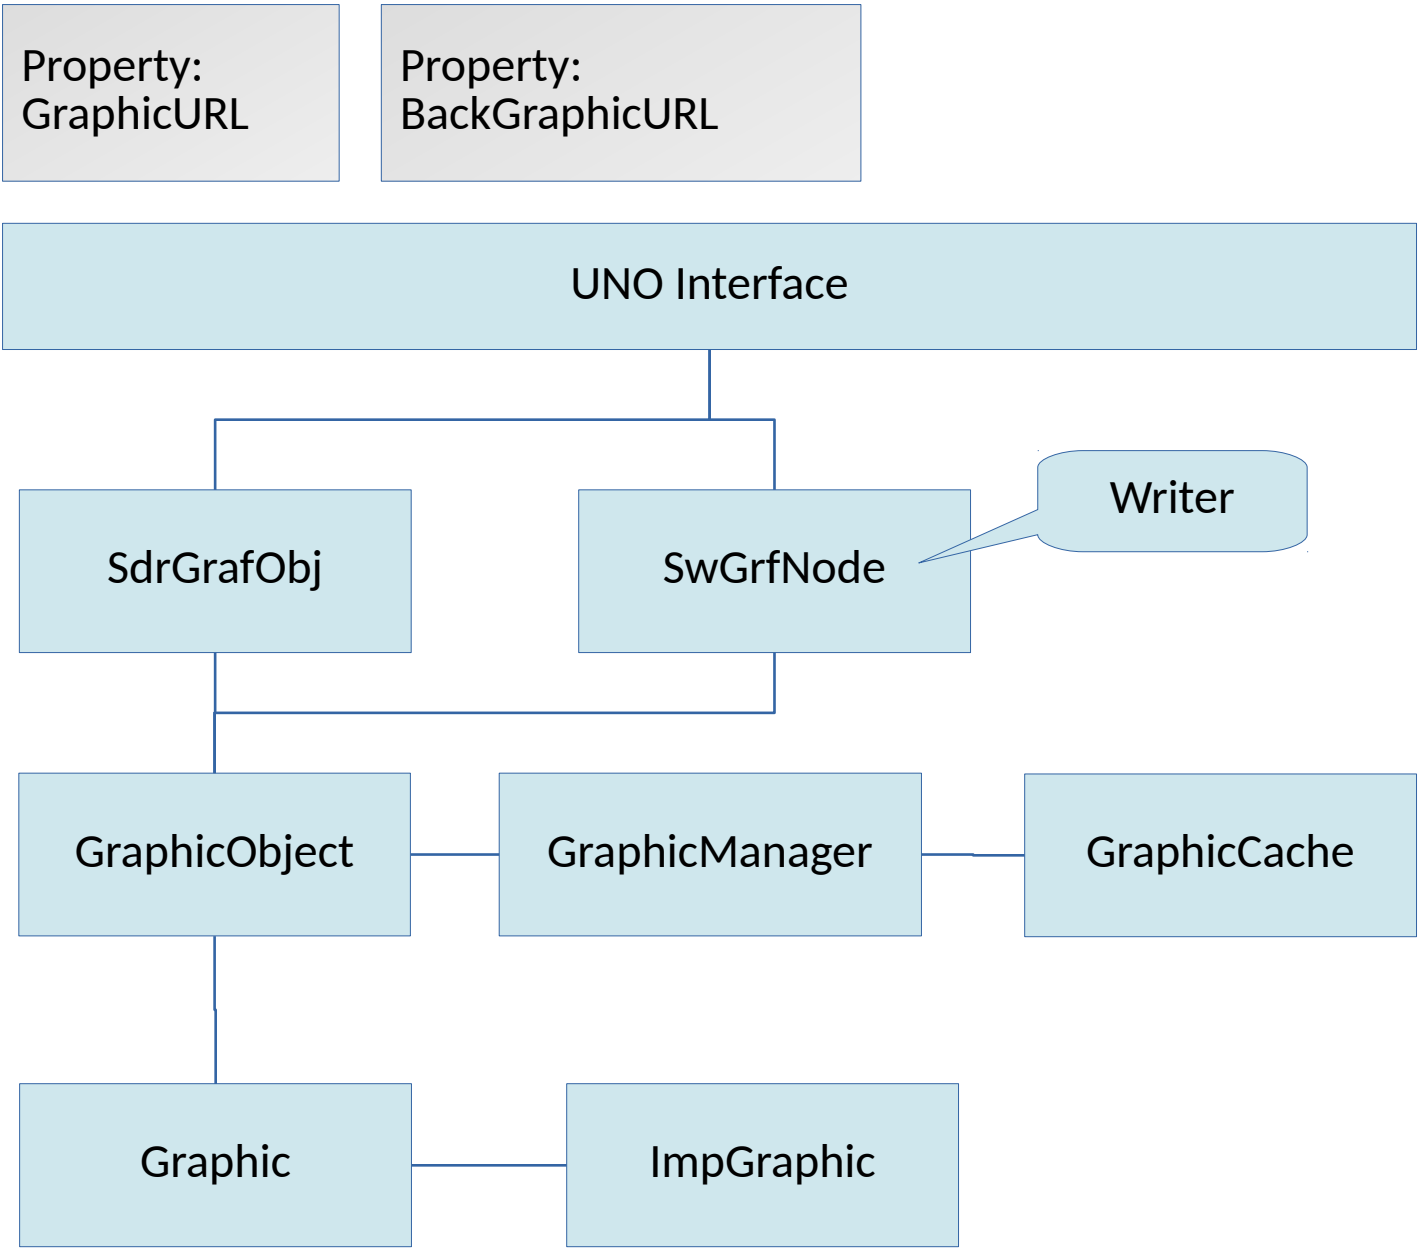 Property:
GraphicURL
Property:
BackGraphicURL
UNO Interface
Writer
SdrGrafObj
SwGrfNode
GraphicObject
GraphicManager
GraphicCache
Graphic
ImpGraphic